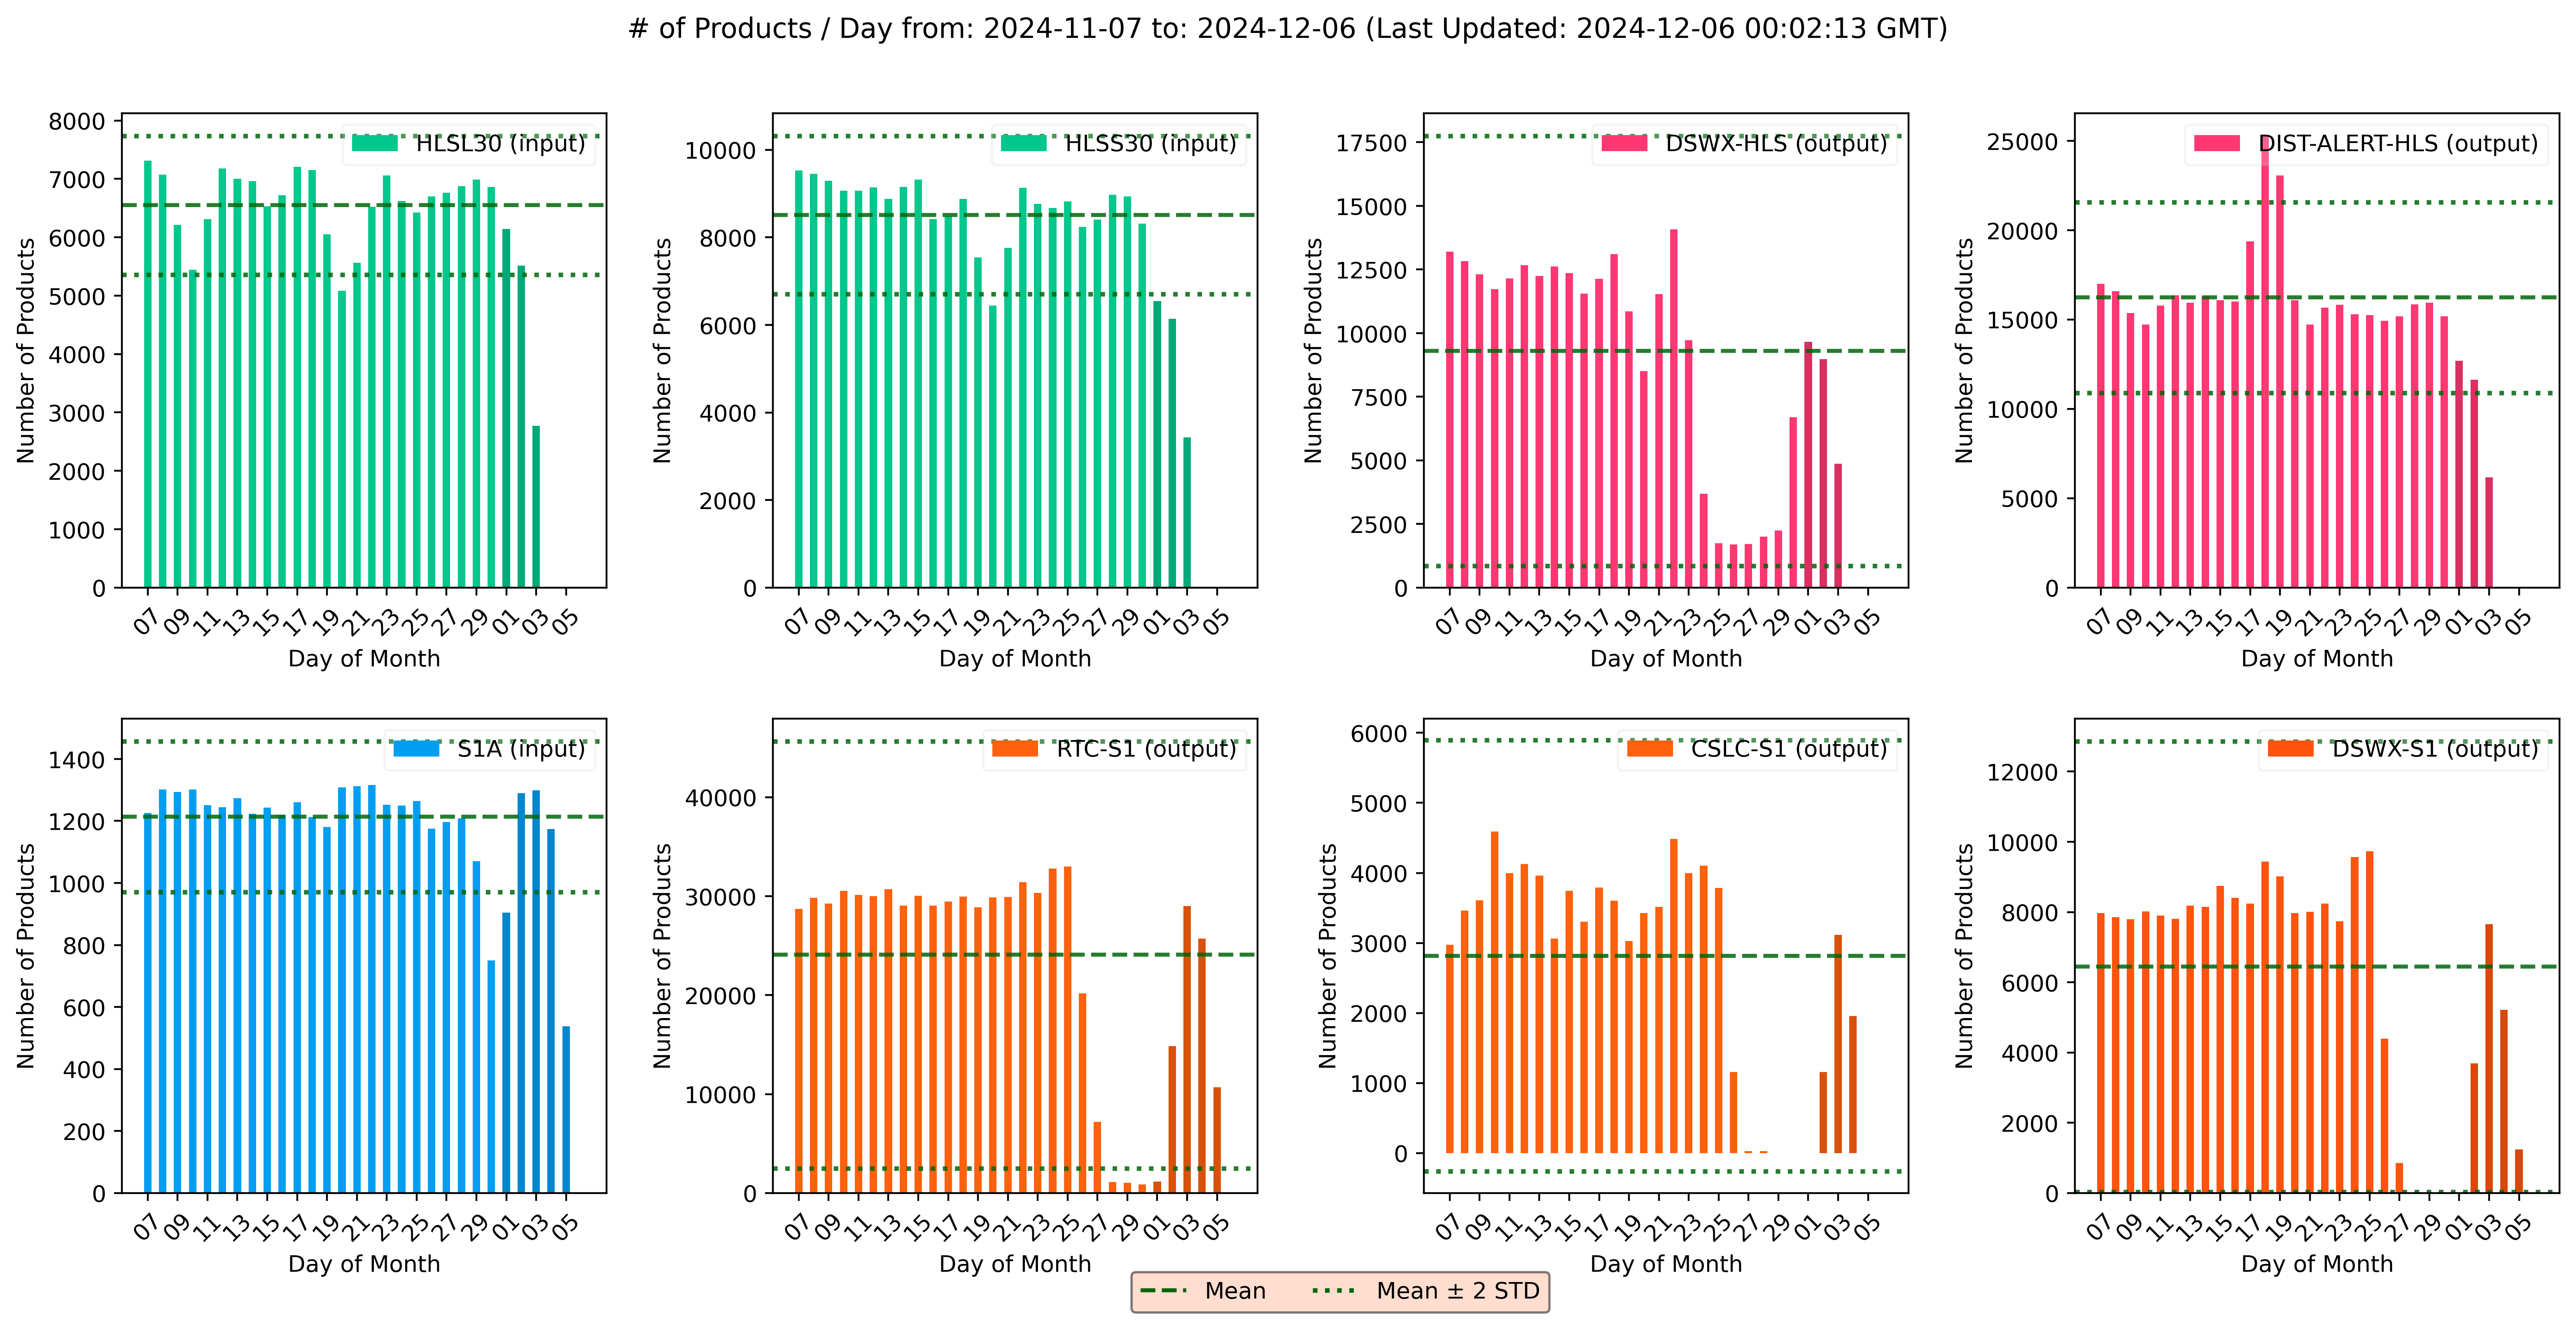 # of Products / Day from: 2024-11-07 to: 2024-12-06 (Last Updated: 2024-12-06 00:02:13 GMT)
HLSL30 (input)
Number of Products
8000
7000
6000
5000
4000
3000
2000
1000
0
07 09 11 13 15 17 19 21 23 25 27 29 01 03 05
Day of Month
HLSS30 (input)
Number of Products
10000
8000
6000
4000
2000
0
07 09 11 13 15 17 19 21 23 25 27 29 01 03 05
Day of Month
DSWX-HLS (output)
Number of Products
17500
15000
12500
10000
7500
5000
2500
0
07 09 11 13 15 17 19 21 23 25 27 29 01 03 05
Day of Month
DIST-ALERT-HLS (output)
Number of Products
25000
20000
15000
10000
5000
0
07 09 11 13 15 17 19 21 23 25 27 29 01 03 05
Day of Month
S1A (input)
Number of Products
1400
1200
1000
800
600
400
200
0
07 09 11 13 15 17 19 21 23 25 27 29 01 03 05
Day of Month
RTC-S1 (output)
Number of Products
40000
30000
20000
10000
0
07 09 11 13 15 17 19 21 23 25 27 29 01 03 05
Day of Month
CSLC-S1 (output)
Number of Products
6000
5000
4000
3000
2000
1000
0
07 09 11 13 15 17 19 21 23 25 27 29 01 03 05
Day of Month
DSWX-S1 (output)
Number of Products
12000
10000
8000
6000
4000
2000
0
07 09 11 13 15 17 19 21 23 25 27 29 01 03 05
Day of Month
Mean Mean ± 2 STD